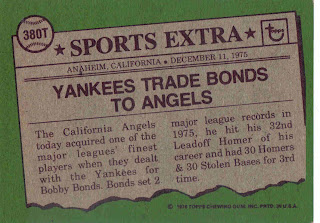 380T
★ SPORTS EXTRA ★
topps
ANAHEIM, CALIFORNIA • DECEMBER 11, 1975
YANKEES TRADE BONDS
TO ANGELS
The California Angels
today acquired one of the
major leagues' finest
players when they dealt
with the Yankees for
Bobby Bonds. Bonds set 2
major league records in
1975, he hit his 32nd
Leadoff Homer of his
career and had 30 Homers
& 30 Stolen Bases for 3rd
time.
© 1976 TOPPS CHEWING GUM, INC. PRTD. IN U.S.A.